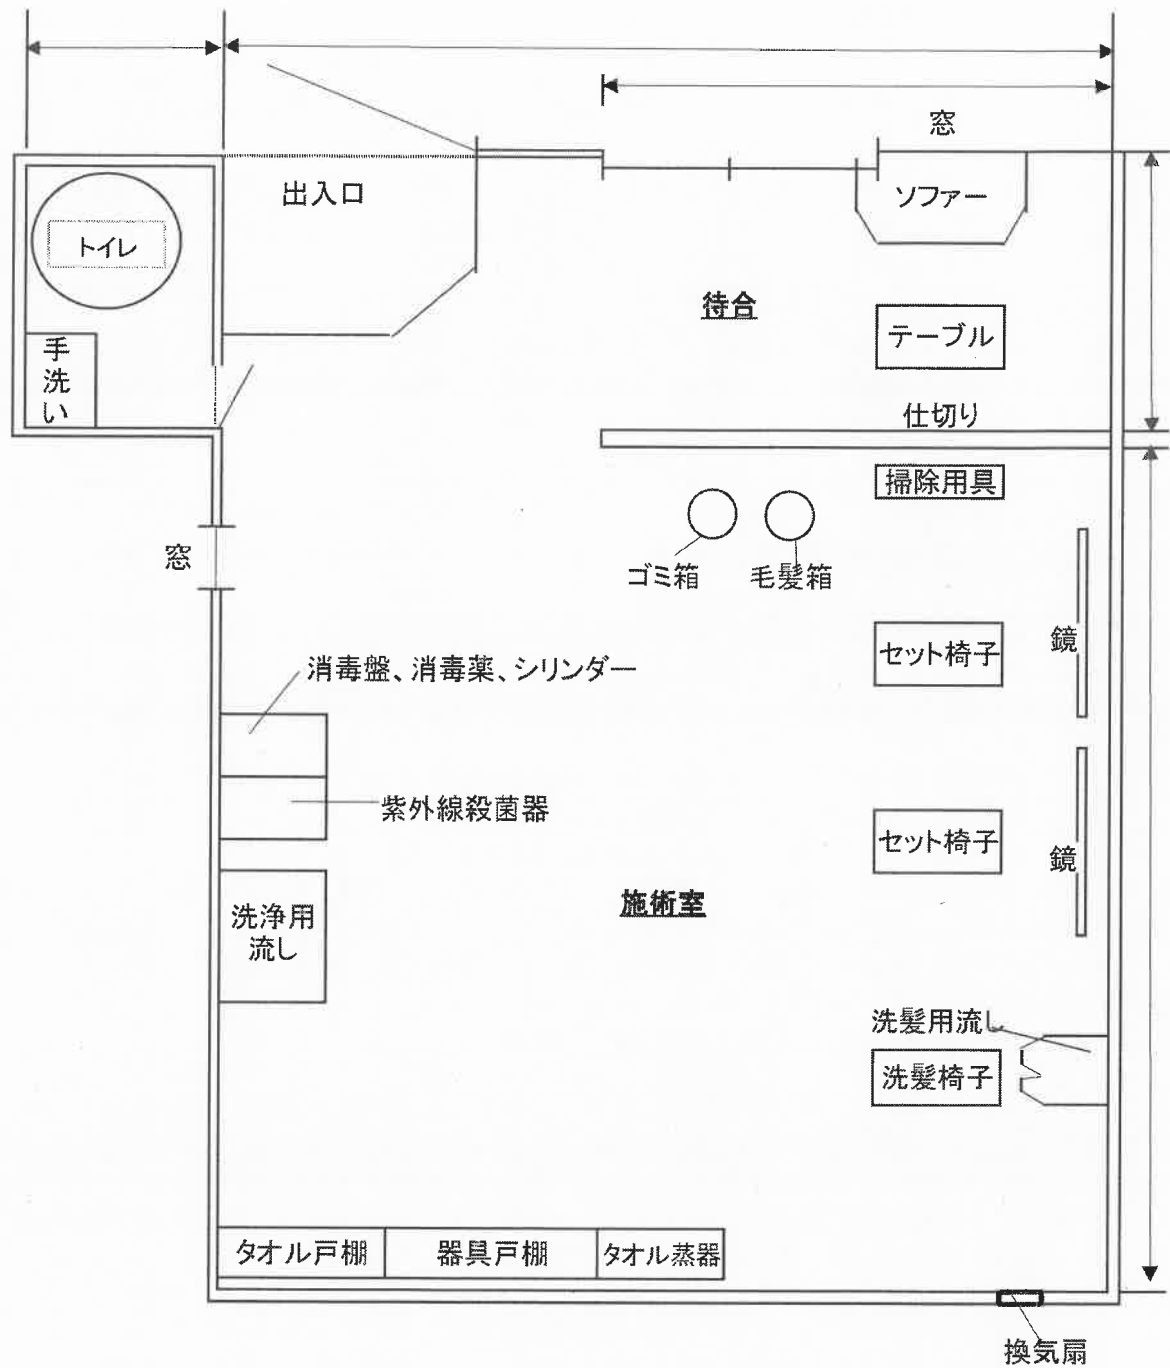 窓
出入口
ソファー
トイレ
待合
テーブル
手
洗
い
仕切り
掃除用具
窓
ゴミ箱
毛髪箱
セット椅子
鏡
消毒盤、消毒薬、シリンダー
紫外線殺菌器
セット椅子
鏡
洗浄用
流し
施術室
洗髪用流し
洗髪椅子
タオル戸棚
器具戸棚
タオル蒸器
換気扇